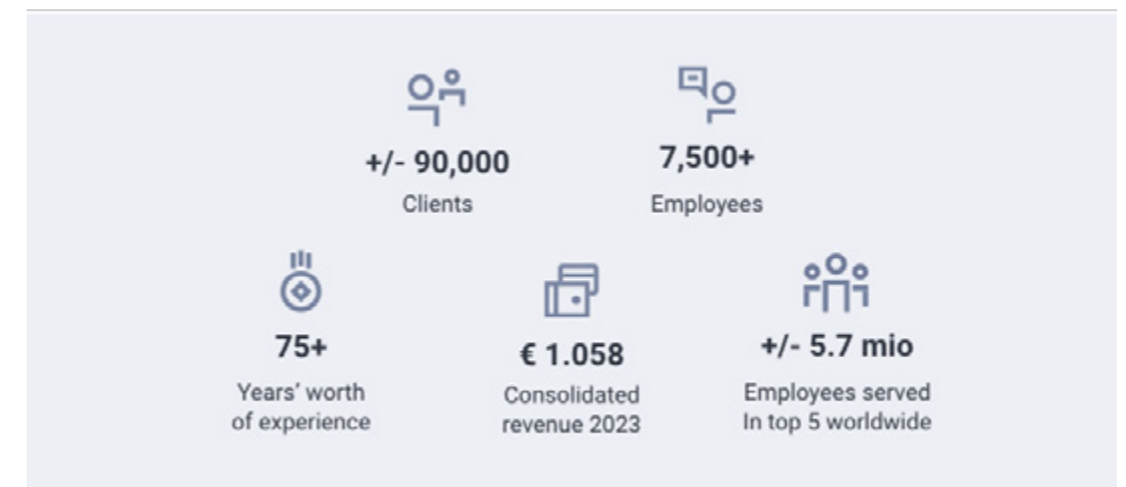 +/- 90,000
Clients
7,500+
Employees
75+
Years' worth
of experience
€ 1.058
Consolidated
revenue 2023
+/- 5.7 mio
Employees served
In top 5 worldwide